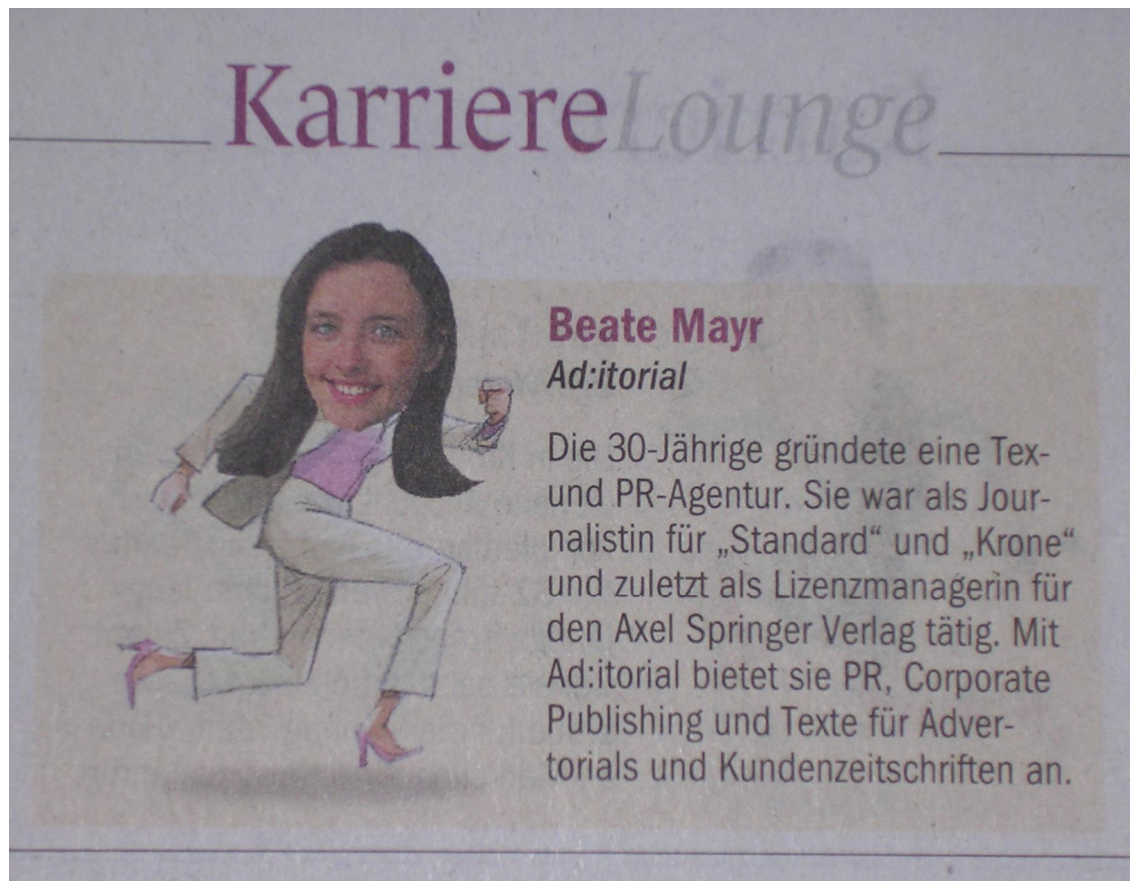 KarriereLounge
Beate Mayr
Ad:itorial
Die 30-Jährige gründete eine Tex-
und PR-Agentur. Sie war als Jour-
nalistin für „Standard“ und „Krone“
und zuletzt als Lizenzmanagerin für
den Axel Springer Verlag tätig. Mit
Ad:itorial bietet sie PR, Corporate
Publishing und Texte für Adver-
torials und Kundenzeitschriften an.